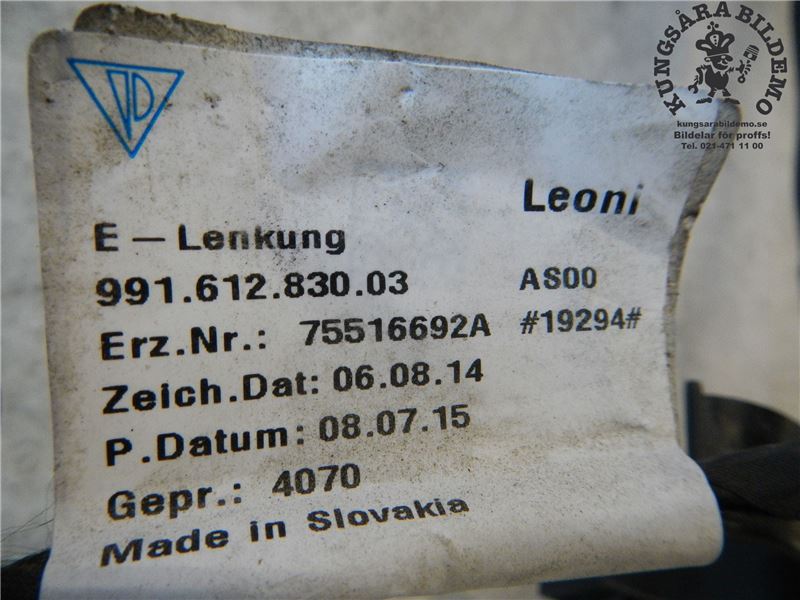 KUNGSÅRA BILDEMO
kungsarabildemo.se
Bildelar för proffs!
Tel. 021-471 11 00
Leoni
E – Lenkung
991.612.830.03 AS00
Erz.Nr.: 75516692A #19294#
Zeich.Dat: 06.08.14
P.Datum: 08.07.15
Gepr.: 4070
Made in Slovakia